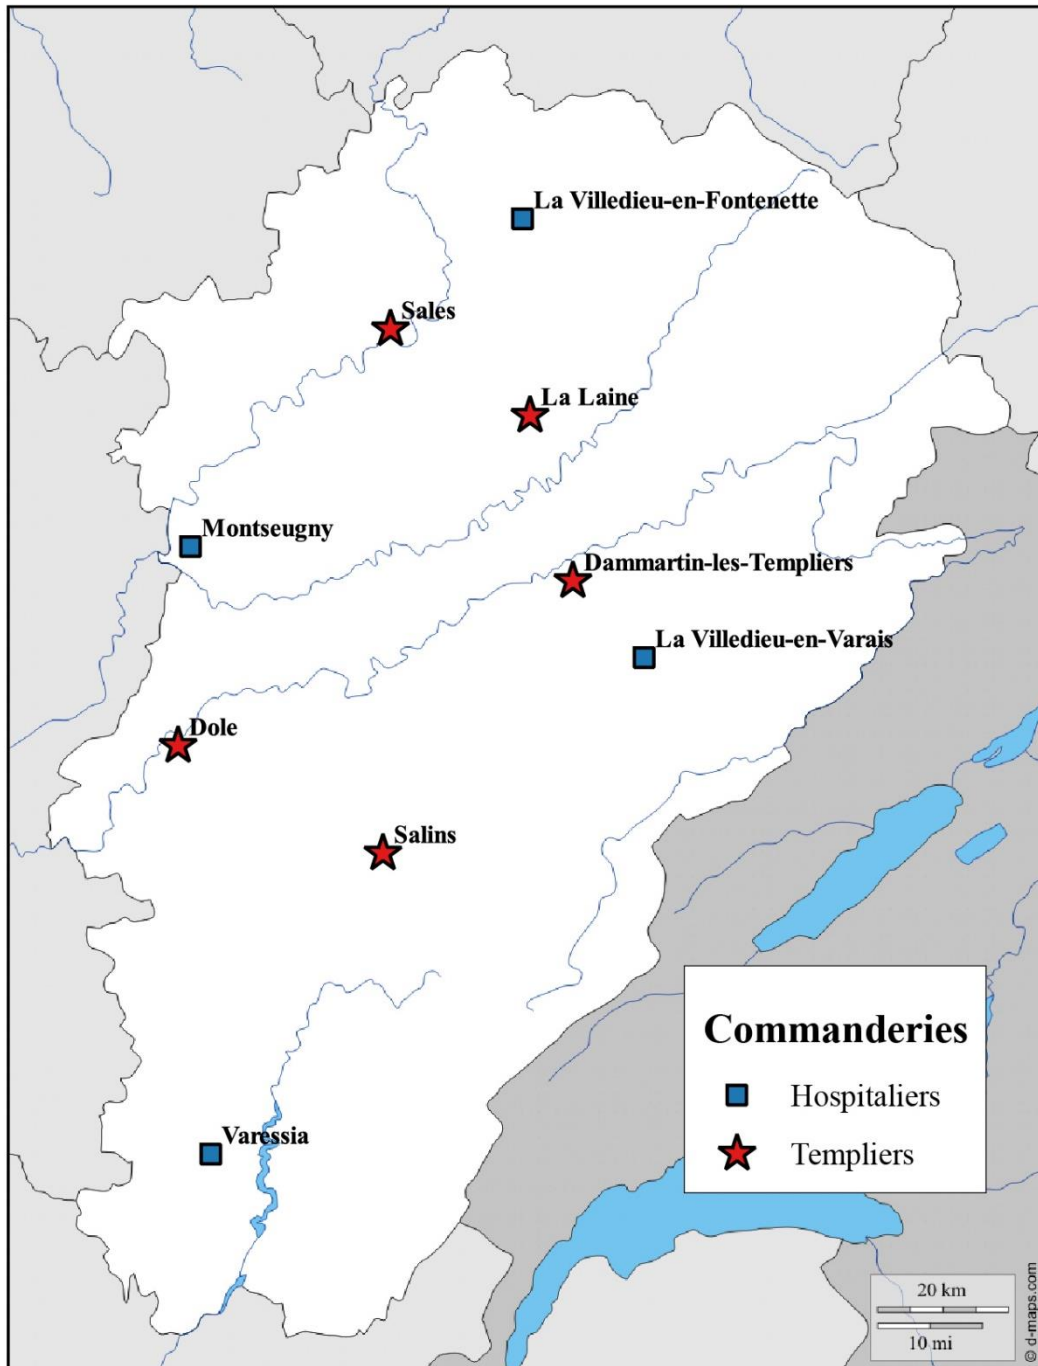 La Villedieu-en-Fontenette
Sales
La Laine
Montseugny
Dammartin-les-Templiers
La Villedieu-en-Varais
Dole
Salins
Varessia
Commanderies
Hospitaliers
Templiers
20 km
10 mi
© d-maps.com